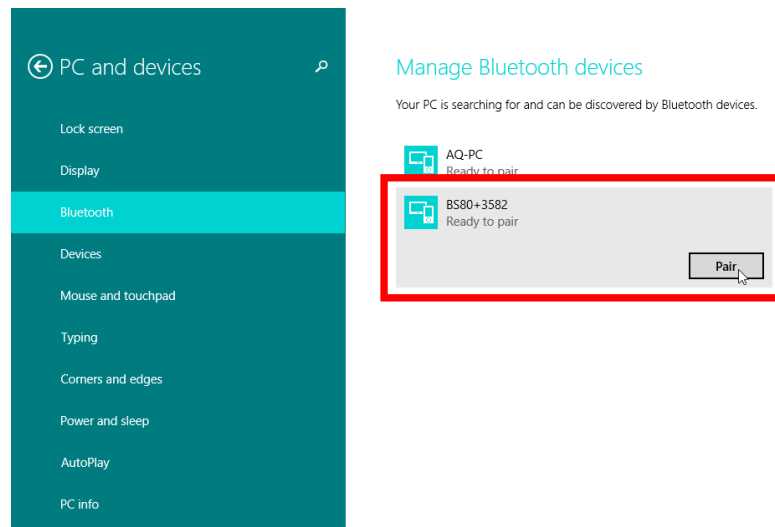 PC and devices
Lock screen
Display
Bluetooth
Devices
Mouse and touchpad
Typing
Corners and edges
Power and sleep
AutoPlay
PC info
Manage Bluetooth devices
Your PC is searching for and can be discovered by Bluetooth devices.
AQ-PC
Ready to pair
BS80+3582
Ready to pair
Pair